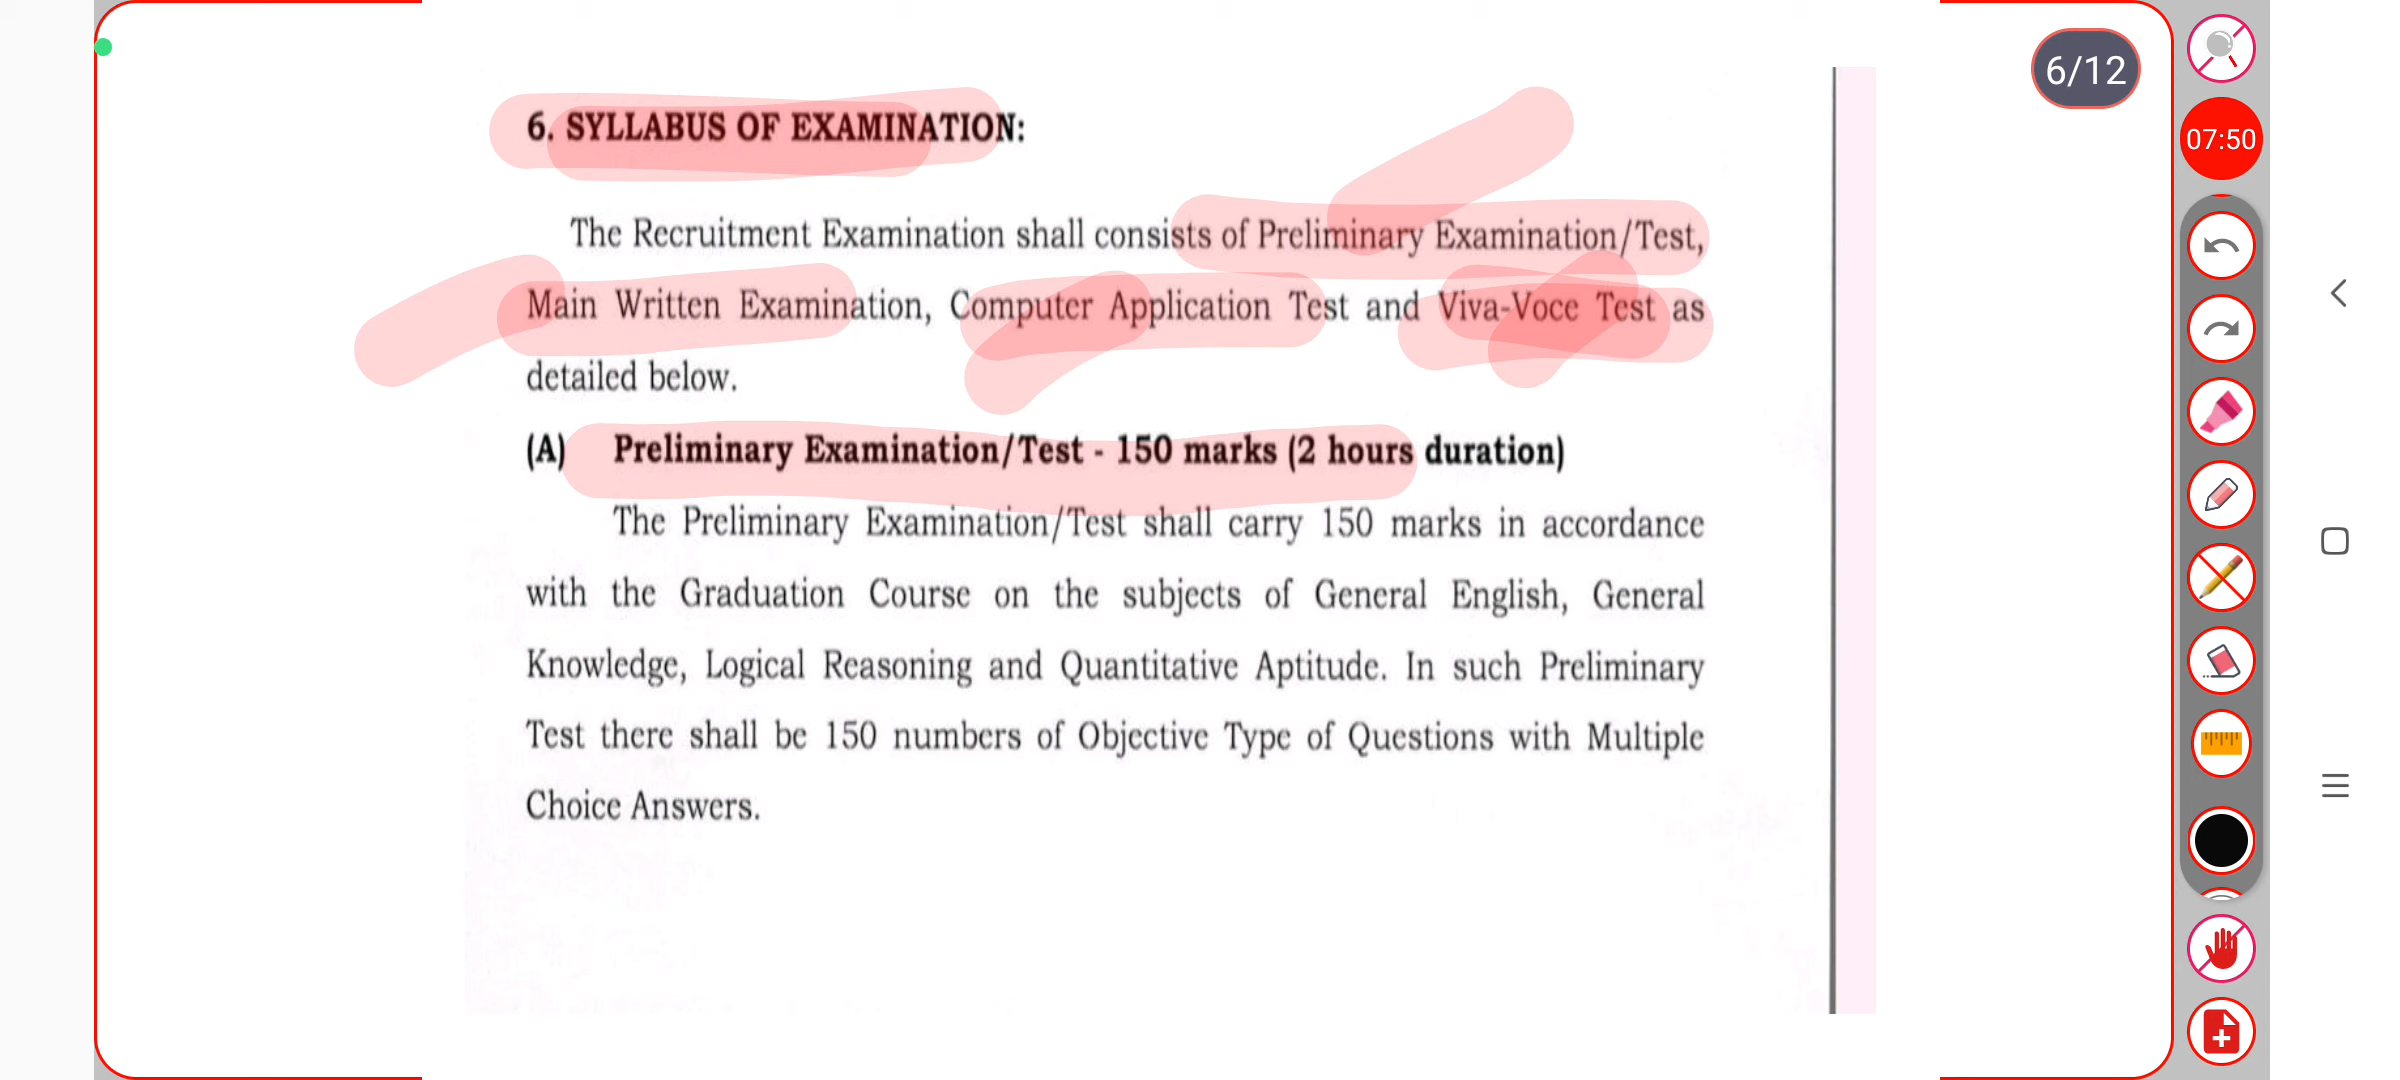 6/12
07:50
6. SYLLABUS OF EXAMINATION:
The Recruitment Examination shall consists of Preliminary Examination/Test,
Main Written Examination, Computer Application Test and Viva-Voce Test as
detailed below.
(A) Preliminary Examination/Test - 150 marks (2 hours duration)
The Preliminary Examination/Test shall carry 150 marks in accordance
with the Graduation Course on the subjects of General English, General
Knowledge, Logical Reasoning and Quantitative Aptitude. In such Preliminary
Test there shall be 150 numbers of Objective Type of Questions with Multiple
Choice Answers.